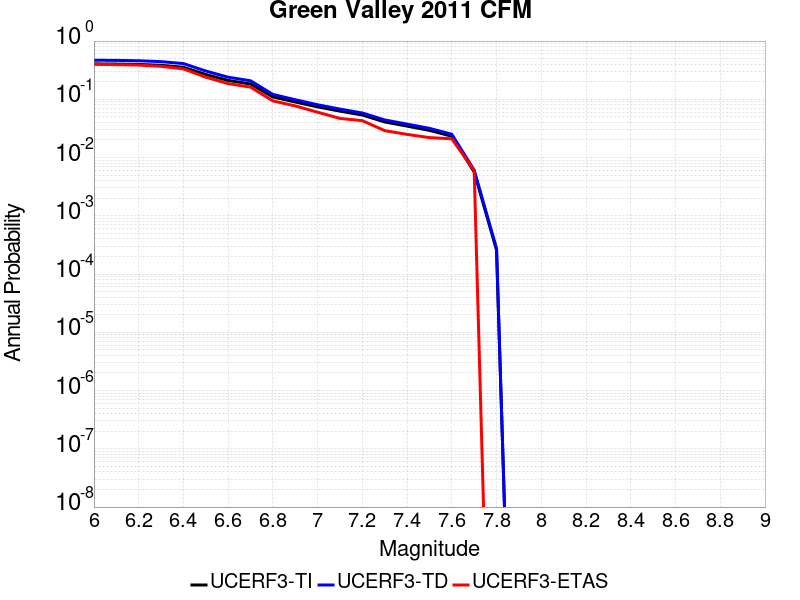 Green Valley 2011 CFM
10^0
10^-1
10^-2
10^-3
10^-4
10^-5
10^-6
10^-7
10^-8
Annual Probability
6 6.2 6.4 6.6 6.8 7 7.2 7.4 7.6 7.8 8 8.2 8.4 8.6 8.8 9
Magnitude
UCERF3-TI UCERF3-TD UCERF3-ETAS